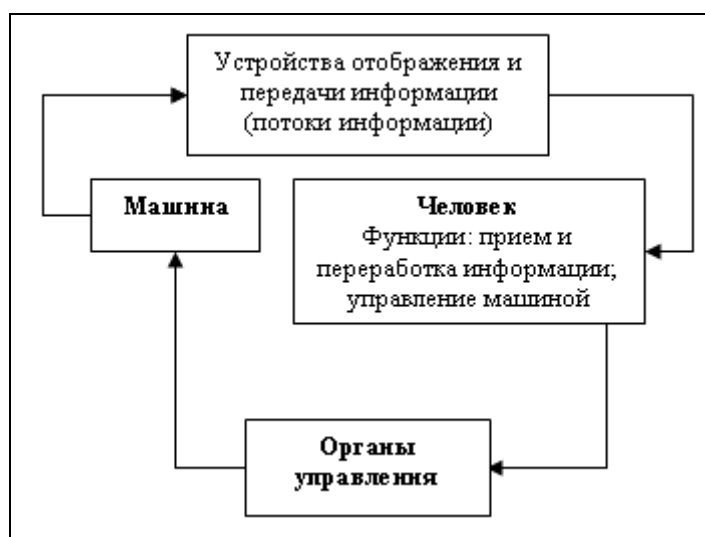 Устройства отображения и
передачи информации
(потоки информации)
Машина
Человек
Функции: прием и
переработка информации;
управление машиной
Органы
управления